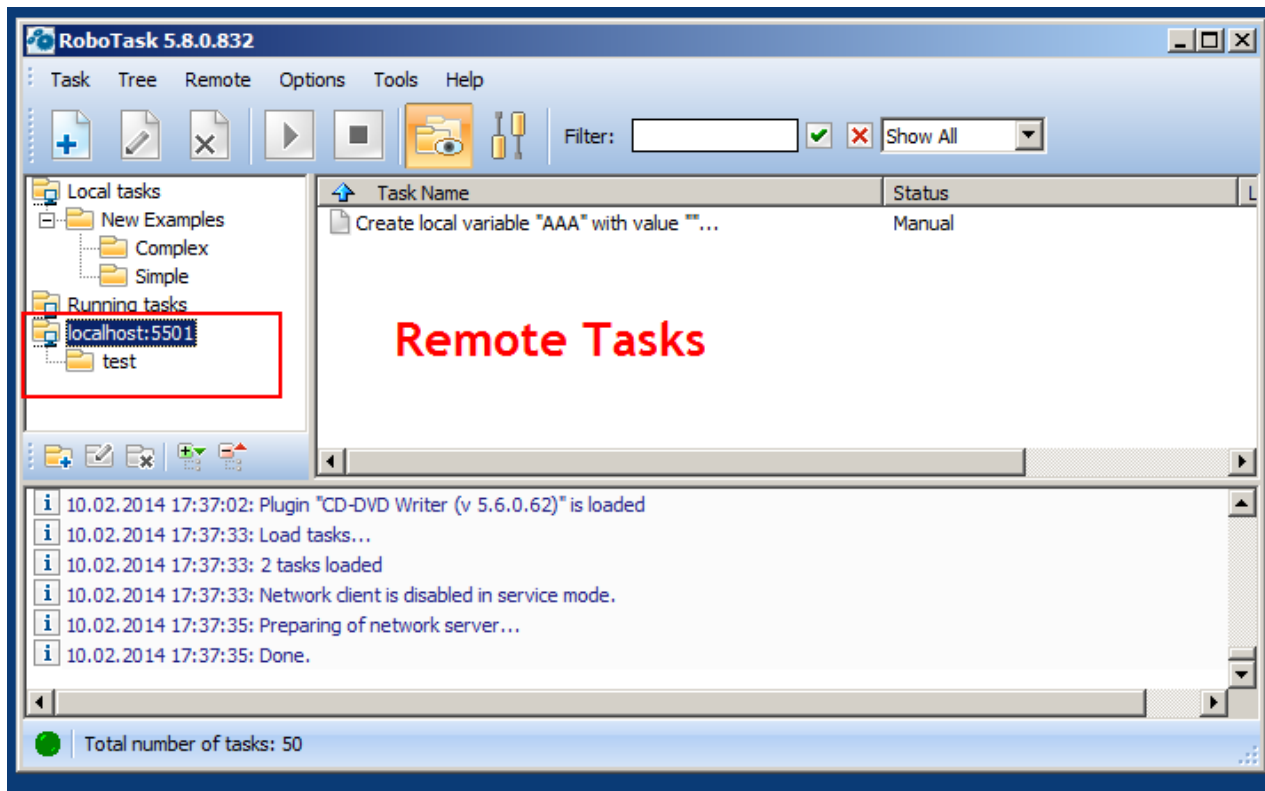 RoboTask 5.8.0.832
Task Tree Remote Options Tools Help
Filter: Show All
Local tasks
New Examples
Complex
Simple
Running tasks
localhost:5501
test
Task Name Status L
Create local variable "AAA" with value ""... Manual
Remote Tasks
10.02.2014 17:37:02: Plugin "CD-DVD Writer (v 5.6.0.62)" is loaded
10.02.2014 17:37:33: Load tasks...
10.02.2014 17:37:33: 2 tasks loaded
10.02.2014 17:37:33: Network client is disabled in service mode.
10.02.2014 17:37:35: Preparing of network server...
10.02.2014 17:37:35: Done.
Total number of tasks: 50